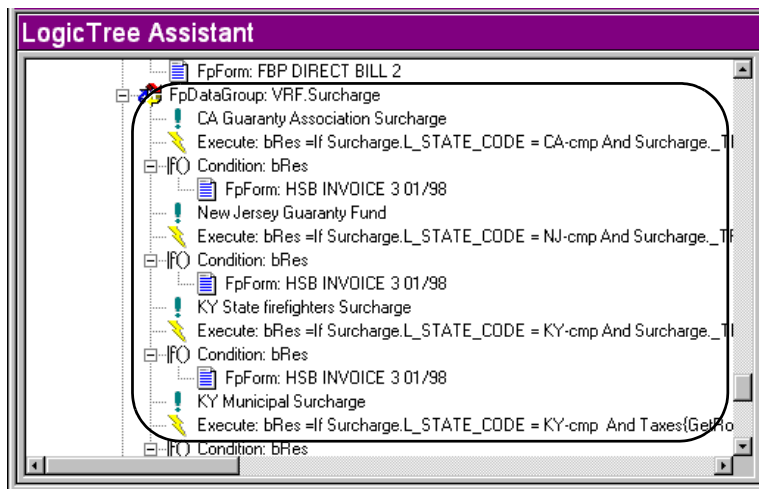 LogicTree Assistant
FpForm: FBP DIRECT BILL 2
FpDataGroup: VRF.Surcharge
CA Guaranty Association Surcharge
Execute: bRes =If Surcharge.L_STATE_CODE = CA-cmp And Surcharge._
If() Condition: bRes
FpForm: HSB INVOICE 3 01/98
New Jersey Guaranty Fund
Execute: bRes =If Surcharge.L_STATE_CODE = NJ-cmp And Surcharge._
If() Condition: bRes
FpForm: HSB INVOICE 3 01/98
KY State firefighters Surcharge
Execute: bRes =If Surcharge.L_STATE_CODE = KY-cmp And Surcharge._
If() Condition: bRes
FpForm: HSB INVOICE 3 01/98
KY Municipal Surcharge
Execute: bRes =If Surcharge.L_STATE_CODE = KY-cmp And Taxes{GetRo
If() Condition: bRes